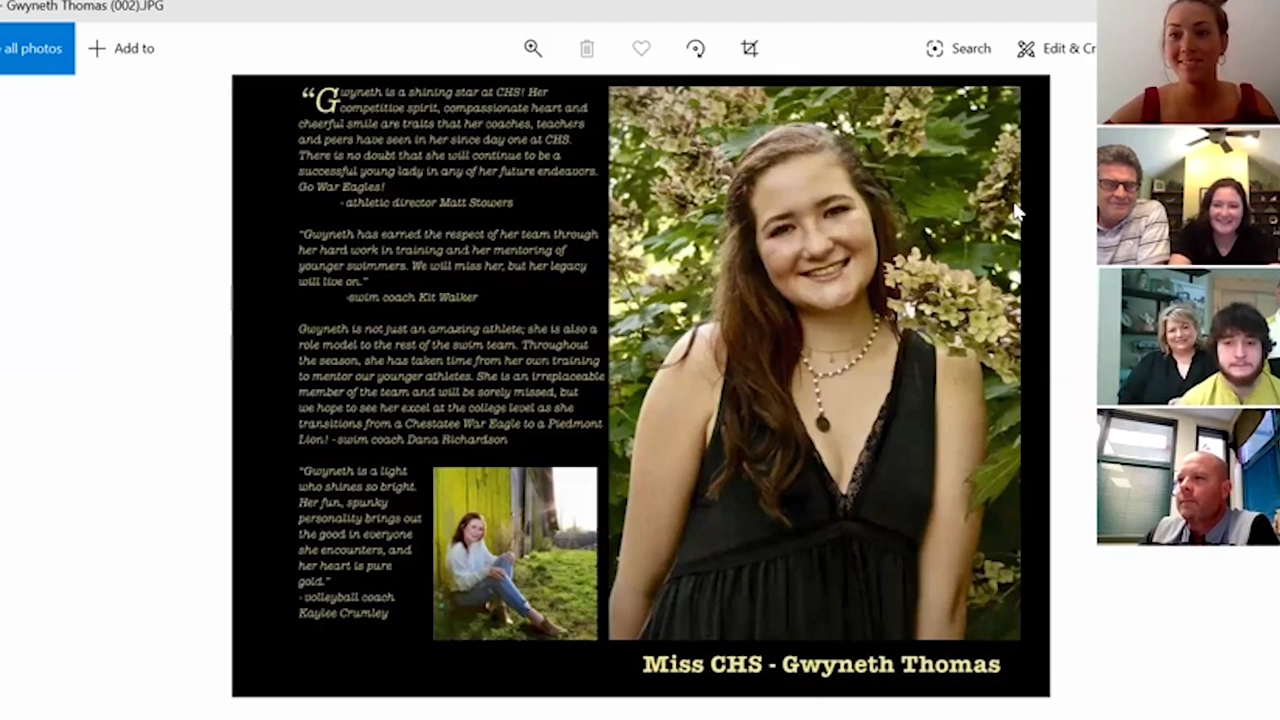 - Gwyneth Thomas (002).JPG
all photos
Add to
Search
Edit & Cr
"Gwyneth is a shining star at CHS! Her
competitive spirit, compassionate heart and
cheerful smile are traits that her coaches, teachers
and peers have seen in her since day one at CHS.
There is no doubt that she will continue to be a
successful young lady in any of her future endeavors.
Go War Eagles!
- athletic director Matt Stowers
"Gwyneth has earned the respect of her team through
her hard work in training and her mentoring of
younger swimmers. We will miss her, but her legacy
will live on."
-swim coach Kit Walker
Gwyneth is not just an amazing athlete; she is also a
role model to the rest of the swim team. Throughout
the season, she has taken time from her own training
to mentor our younger athletes. She is an irreplaceable
member of the team and will be sorely missed, but
we hope to see her excel at the college level as she
transitions from a Chestatee War Eagle to a Piedmont
Lion! - swim coach Dana Richardson
"Gwyneth is a light
who shines so bright.
Her fun, spunky
personality brings out
the good in everyone
she encounters, and
her heart is pure
gold."
- volleyball coach
Kaylee Crumley
Miss CHS - Gwyneth Thomas